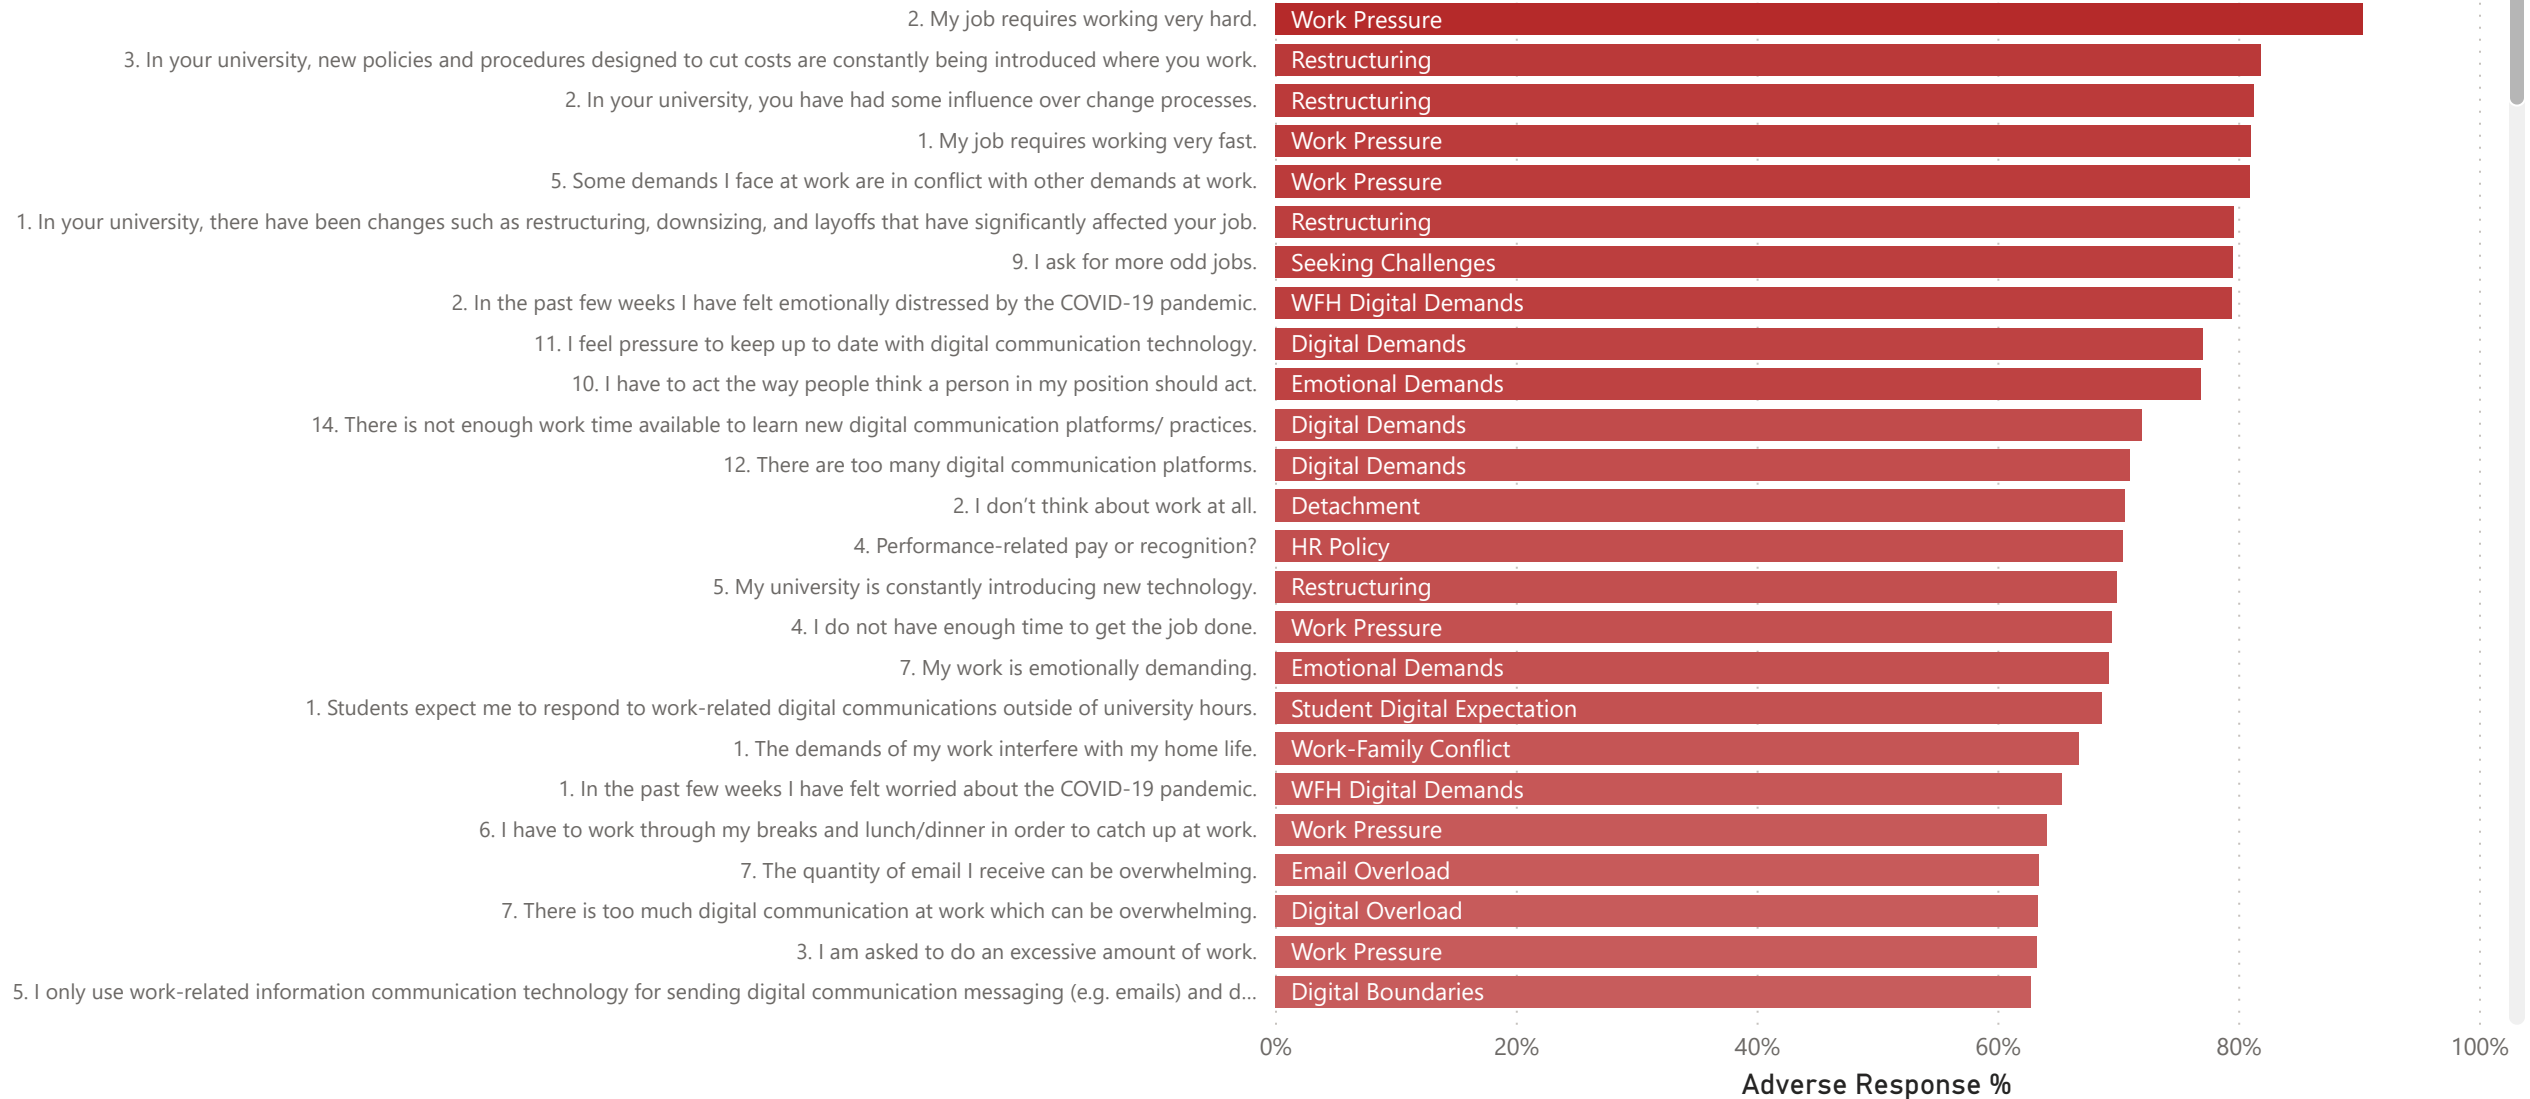 2. My job requires working very hard. Work Pressure
3. In your university, new policies and procedures designed to cut costs are constantly being introduced where you work. Restructuring
2. In your university, you have had some influence over change processes. Restructuring
1. My job requires working very fast. Work Pressure
5. Some demands I face at work are in conflict with other demands at work. Work Pressure
1. In your university, there have been changes such as restructuring, downsizing, and layoffs that have significantly affected your job. Restructuring
9. I ask for more odd jobs. Seeking Challenges
2. In the past few weeks I have felt emotionally distressed by the COVID-19 pandemic. WFH Digital Demands
11. I feel pressure to keep up to date with digital communication technology. Digital Demands
10. I have to act the way people think a person in my position should act. Emotional Demands
14. There is not enough work time available to learn new digital communication platforms/ practices. Digital Demands
12. There are too many digital communication platforms. Digital Demands
2. I don’t think about work at all. Detachment
4. Performance-related pay or recognition? HR Policy
5. My university is constantly introducing new technology. Restructuring
4. I do not have enough time to get the job done. Work Pressure
7. My work is emotionally demanding. Emotional Demands
1. Students expect me to respond to work-related digital communications outside of university hours. Student Digital Expectation
1. The demands of my work interfere with my home life. Work-Family Conflict
1. In the past few weeks I have felt worried about the COVID-19 pandemic. WFH Digital Demands
6. I have to work through my breaks and lunch/dinner in order to catch up at work. Work Pressure
7. The quantity of email I receive can be overwhelming. Email Overload
7. There is too much digital communication at work which can be overwhelming. Digital Overload
3. I am asked to do an excessive amount of work. Work Pressure
5. I only use work-related information communication technology for sending digital communication messaging (e.g. emails) and d... Digital Boundaries
0% 20% 40% 60% 80% 100%
Adverse Response %